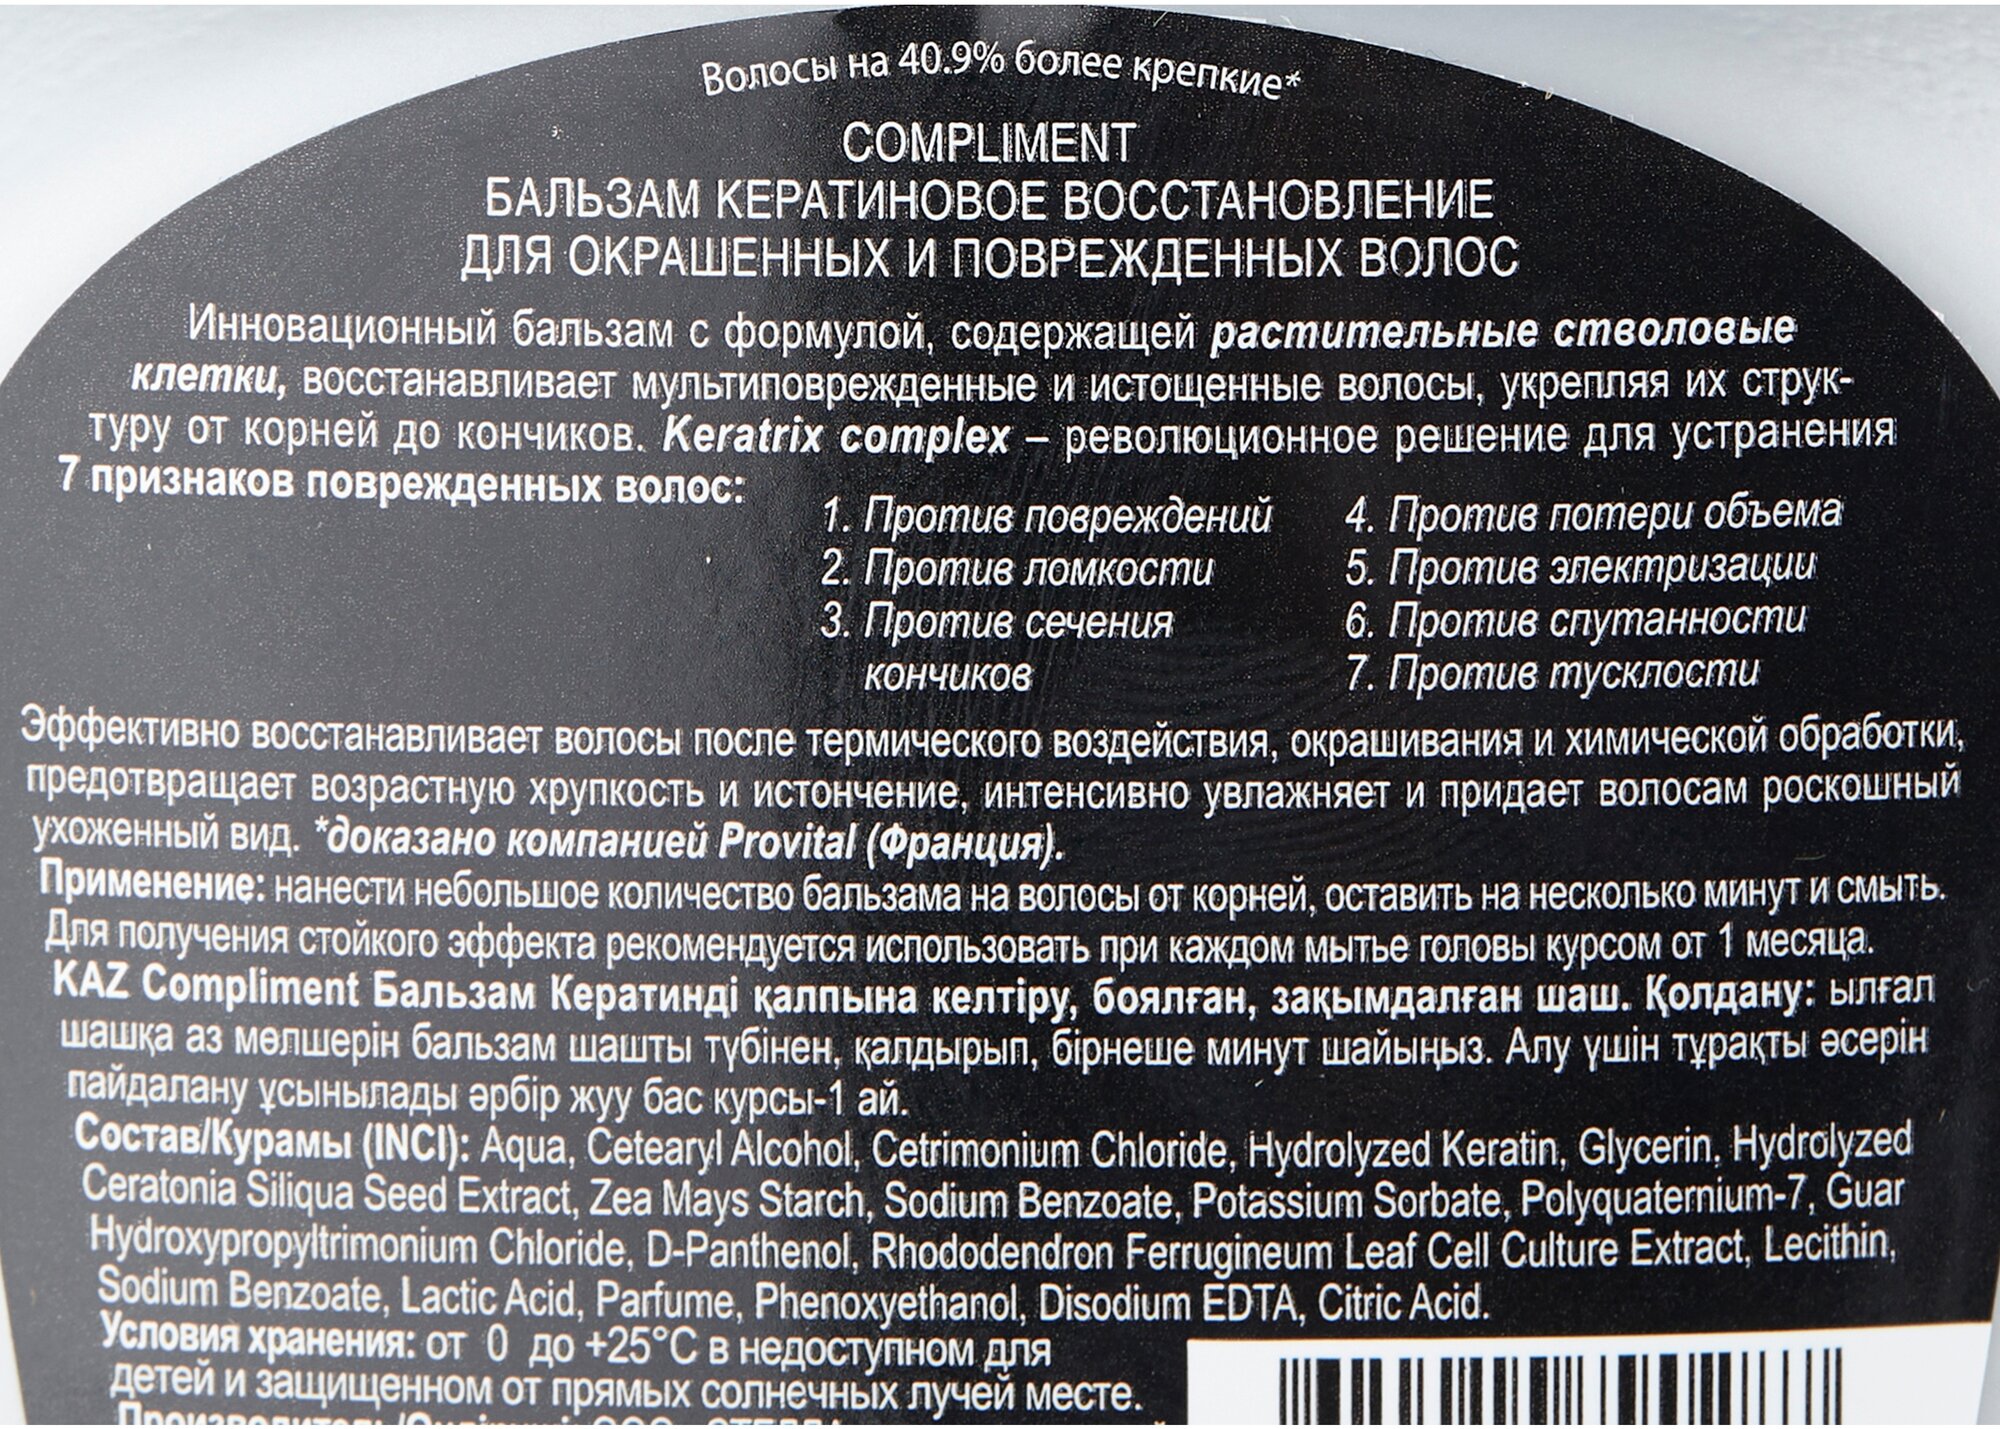 Волосы на 40.9% более крепкие*
COMPLIMENT
БАЛЬЗАМ КЕРАТИНОВОЕ ВОССТАНОВЛЕНИЕ
ДЛЯ ОКРАШЕННЫХ И ПОВРЕЖДЕННЫХ ВОЛОС
Инновационный бальзам с формулой, содержащей растительные стволовые
клетки, восстанавливает мультиповрежденные и истощенные волосы, укрепляя их струк-
туру от корней до кончиков. Keratrix complex – революционное решение для устранения
7 признаков поврежденных волос:
1. Против повреждений
2. Против ломкости
3. Против сечения
кончиков
4. Против потери объема
5. Против электризации
6. Против спутанности
7. Против тусклости
Эффективно восстанавливает волосы после термического воздействия, окрашивания и химической обработки,
предотвращает возрастную хрупкость и истончение, интенсивно увлажняет и придает волосам роскошный
ухоженный вид. *доказано компанией Provital (Франция).
Применение: нанести небольшое количество бальзама на волосы от корней, оставить на несколько минут и смыть.
Для получения стойкого эффекта рекомендуется использовать при каждом мытье головы курсом от 1 месяца.
KAZ Compliment Бальзам Кератинді қалпына келтіру, боялған, зақымдалған шаш. Қолдану: ылғал
шашқа аз мөлшерін бальзам шашты түбінен, қалдырып, бірнеше минут шайыңыз. Алу үшін тұрақты әсерін
пайдалану ұсынылады әрбір жуу бас курсы-1 ай.
Состав/Курамы (INCI): Aqua, Cetearyl Alcohol, Cetrimonium Chloride, Hydrolyzed Keratin, Glycerin, Hydrolyzed
Ceratonia Siliqua Seed Extract, Zea Mays Starch, Sodium Benzoate, Potassium Sorbate, Polyquaternium-7, Guar
Hydroxypropyltrimonium Chloride, D-Panthenol, Rhododendron Ferrugineum Leaf Cell Culture Extract, Lecithin,
Sodium Benzoate, Lactic Acid, Parfume, Phenoxyethanol, Disodium EDTA, Citric Acid.
Условия хранения: от 0 до +25°C в недоступном для
детей и защищенном от прямых солнечных лучей месте.